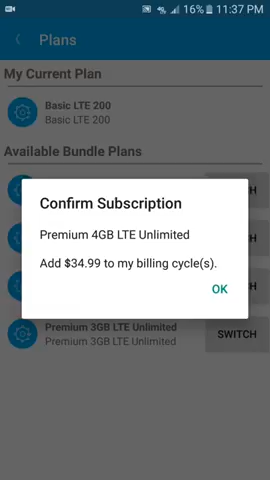 16% 11:37 PM
Plans
My Current Plan
Basic LTE 200
Basic LTE 200
Available Bundle Plans
Confirm Subscription
Premium 4GB LTE Unlimited
Add $34.99 to my billing cycle(s).
OK
Premium 3GB LTE Unlimited
Premium 3GB LTE Unlimited
SWITCH